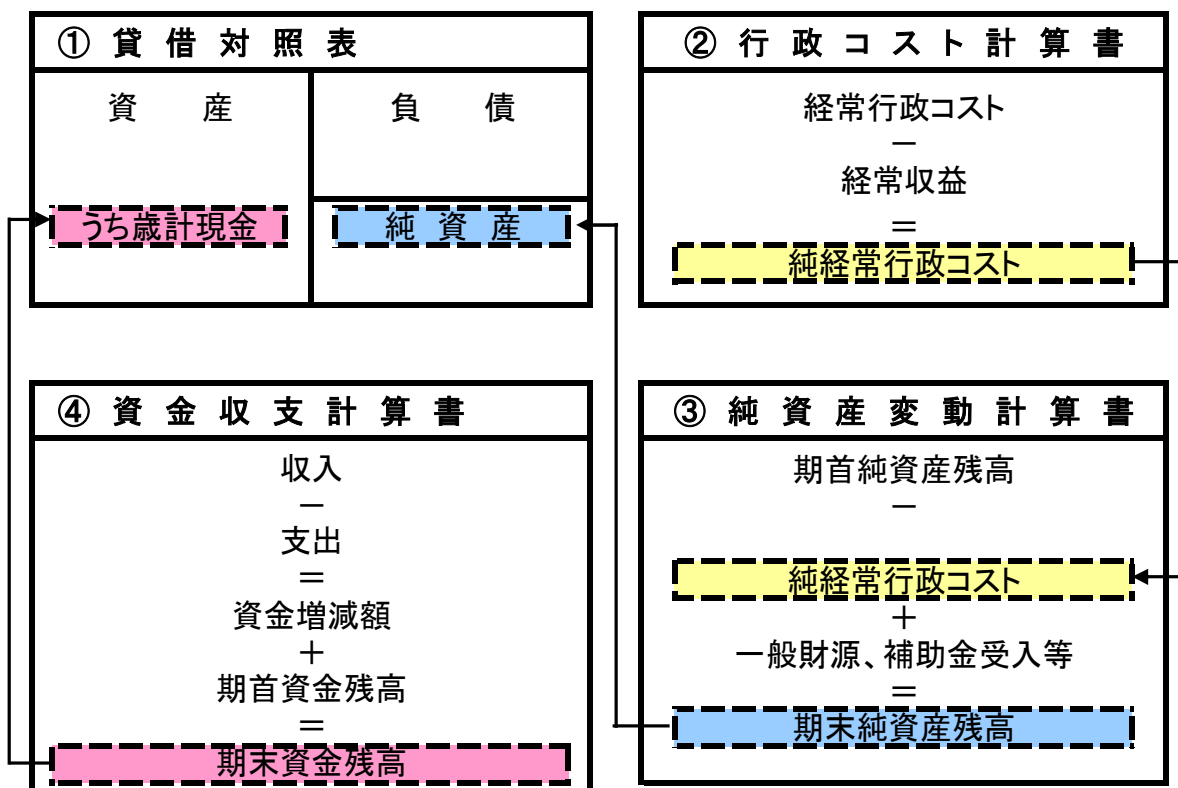 ① 貸 借 対 照 表
資　産
負　債
うち歳計現金
純 資 産
② 行 政 コ ス ト 計 算 書
経常行政コスト
－
経常収益
＝
純経常行政コスト
④ 資 金 収 支 計 算 書
収入
－
支出
＝
資金増減額
＋
期首資金残高
＝
期末資金残高
③ 純 資 産 変 動 計 算 書
期首純資産残高
－
純経常行政コスト
＋
一般財源、補助金受入等
＝
期末純資産残高